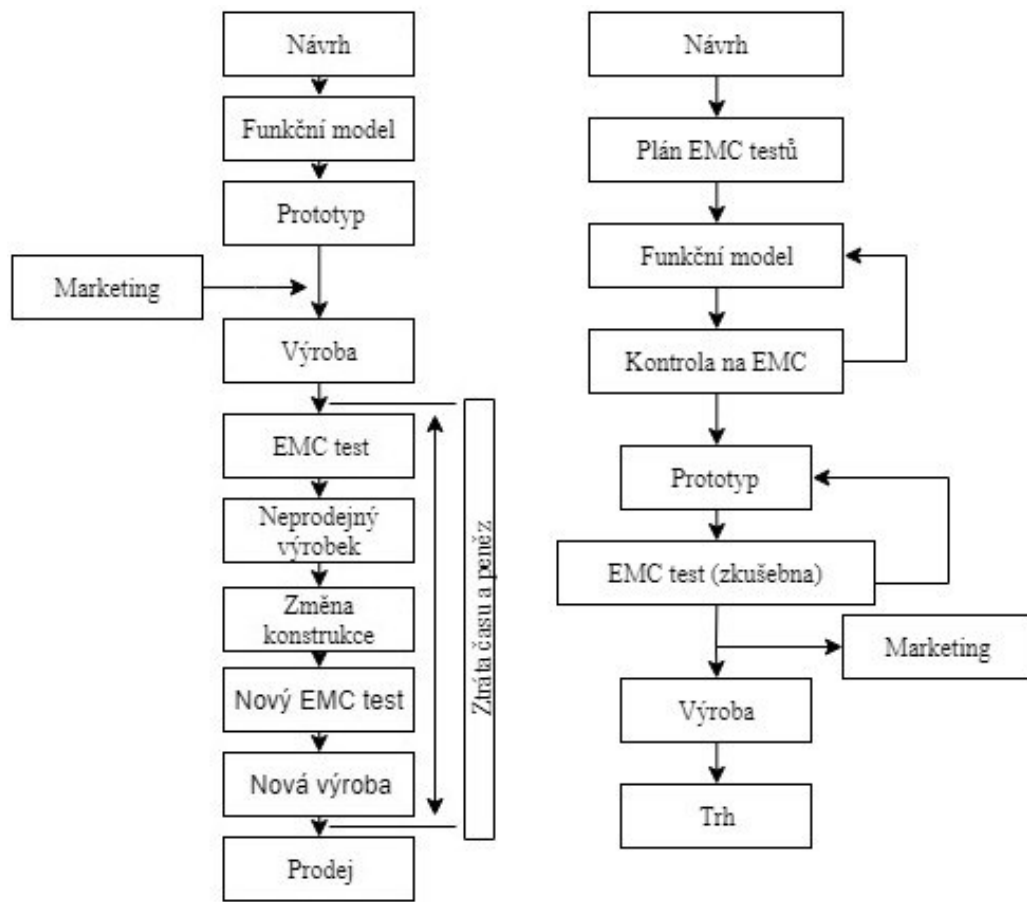 Návrh
Funkční model
Prototyp
Marketing
Výroba
EMC test
Neprodejný
výrobek
Změna
konstrukce
Nový EMC test
Nová výroba
Prodej
Ztráta času a peněz
Návrh
Plán EMC testů
Funkční model
Kontrola na EMC
Prototyp
EMC test (zkušebna)
Marketing
Výroba
Trh